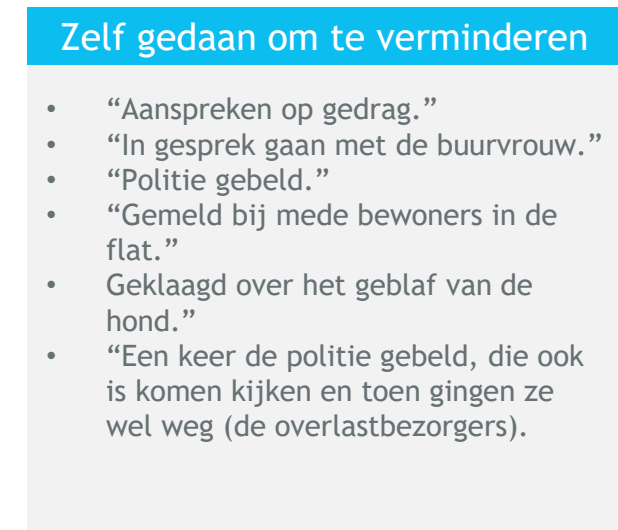 Zelf gedaan om te verminderen
• “Aanspreken op gedrag.”
• “In gesprek gaan met de buurvrouw.”
• “Politie gebeld.”
• “Gemeld bij mede bewoners in de
flat.”
• Geklaagd over het geblaf van de
hond.”
• “Een keer de politie gebeld, die ook
is komen kijken en toen gingen ze
wel weg (de overlastbezorgers).